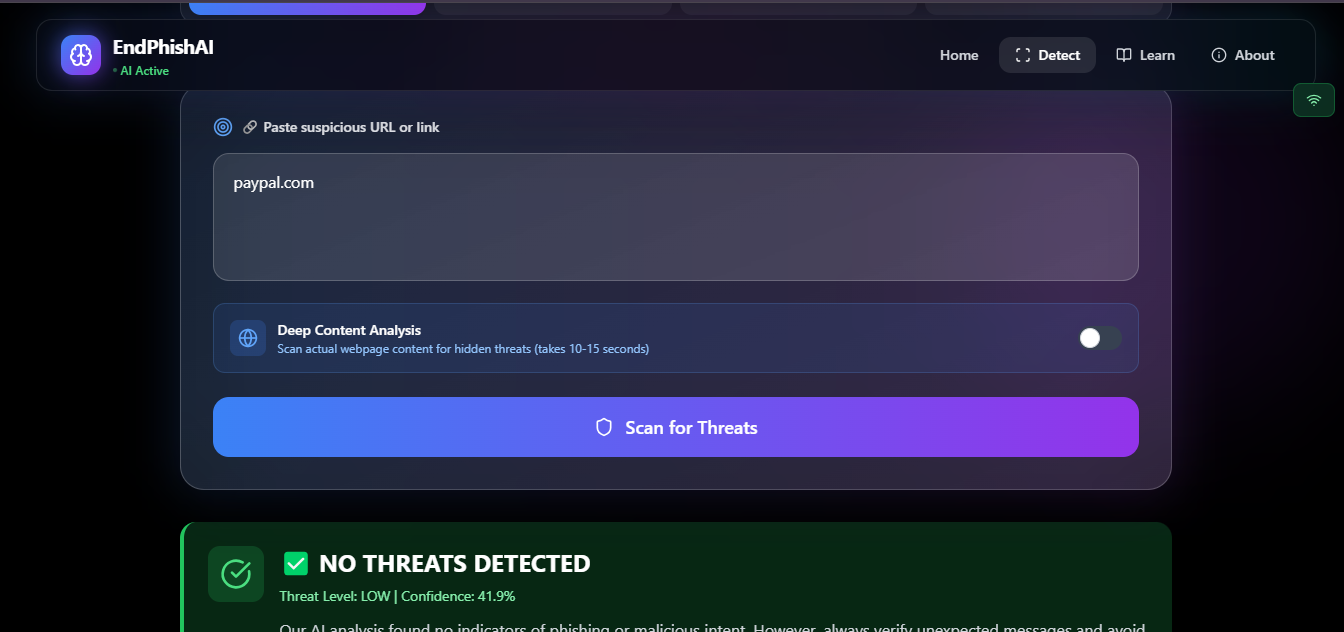 EndPhishAI
AI Active
Home
Detect
Learn
About
Paste suspicious URL or link
paypal.com
Deep Content Analysis
Scan actual webpage content for hidden threats (takes 10-15 seconds)
Scan for Threats
NO THREATS DETECTED
Threat Level: LOW | Confidence: 41.9%
Our AI analysis found no indicators of phishing or malicious intent. However, always verify unexpected messages and avoid